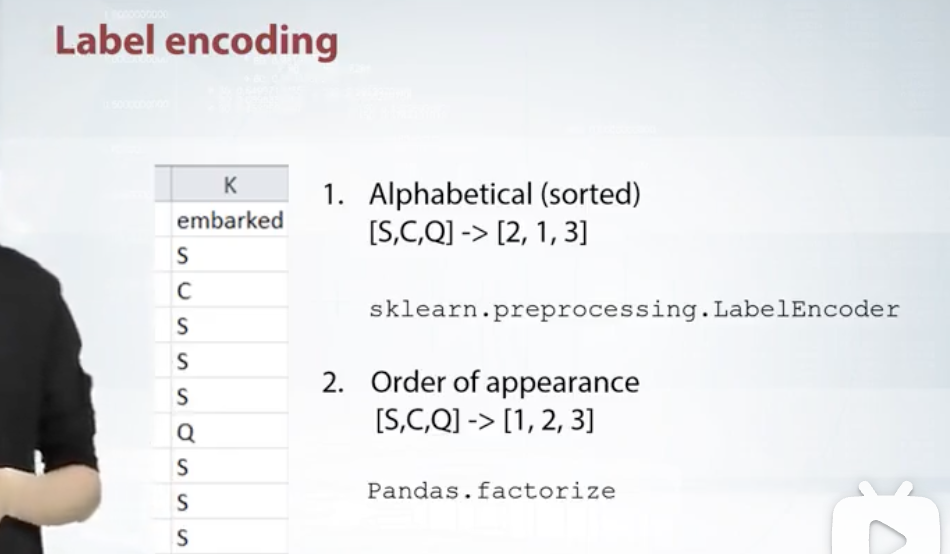 Label encoding
K
embarked
S
C
S
S
S
Q
S
S
S
1. Alphabetical (sorted)
[S,C,Q] -> [2, 1, 3]
sklearn.preprocessing.LabelEncoder
2. Order of appearance
[S,C,Q] -> [1, 2, 3]
Pandas.factorize